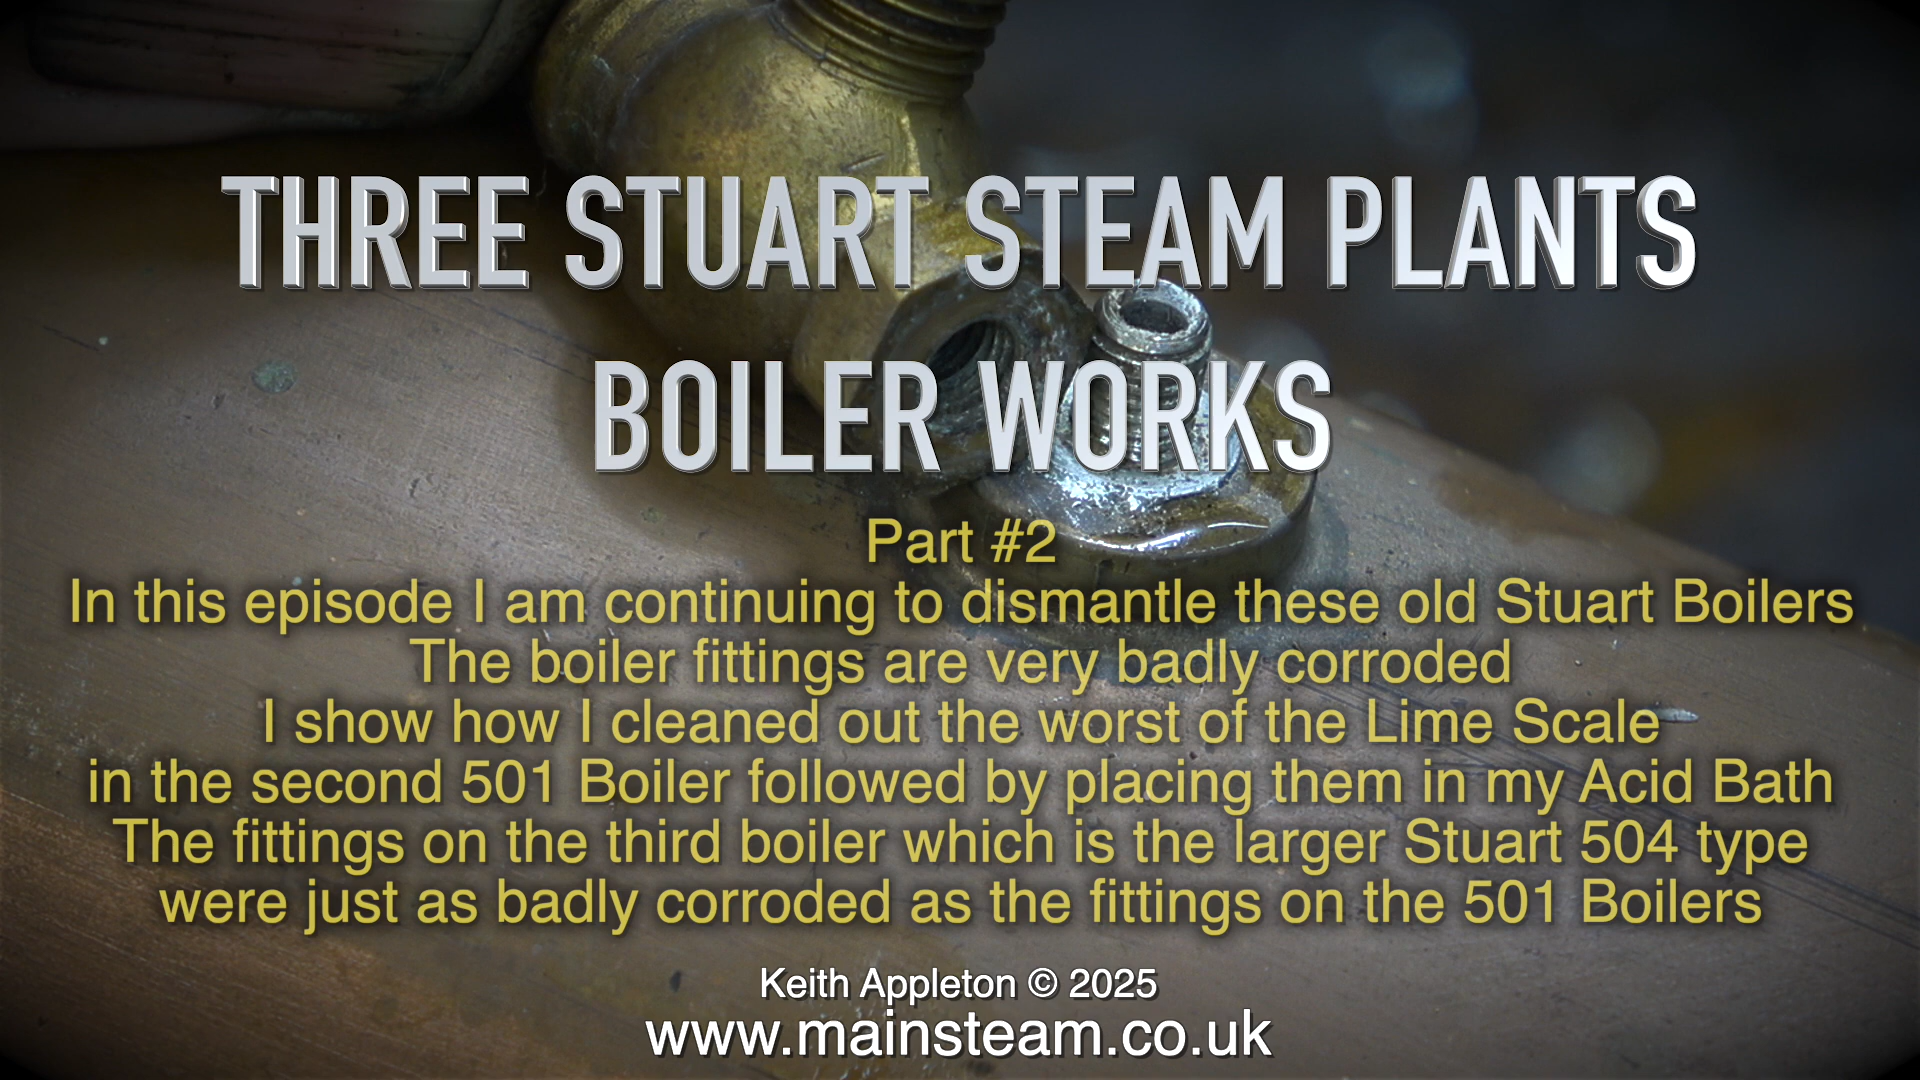 THREE STUART STEAM PLANTS
BOILER WORKS
Part #2
In this episode I am continuing to dismantle these old Stuart Boilers
The boiler fittings are very badly corroded
I show how I cleaned out the worst of the Lime Scale
in the second 501 Boiler followed by placing them in my Acid Bath
The fittings on the third boiler which is the larger Stuart 504 type
were just as badly corroded as the fittings on the 501 Boilers
Keith Appleton © 2025
www.mainsteam.co.uk